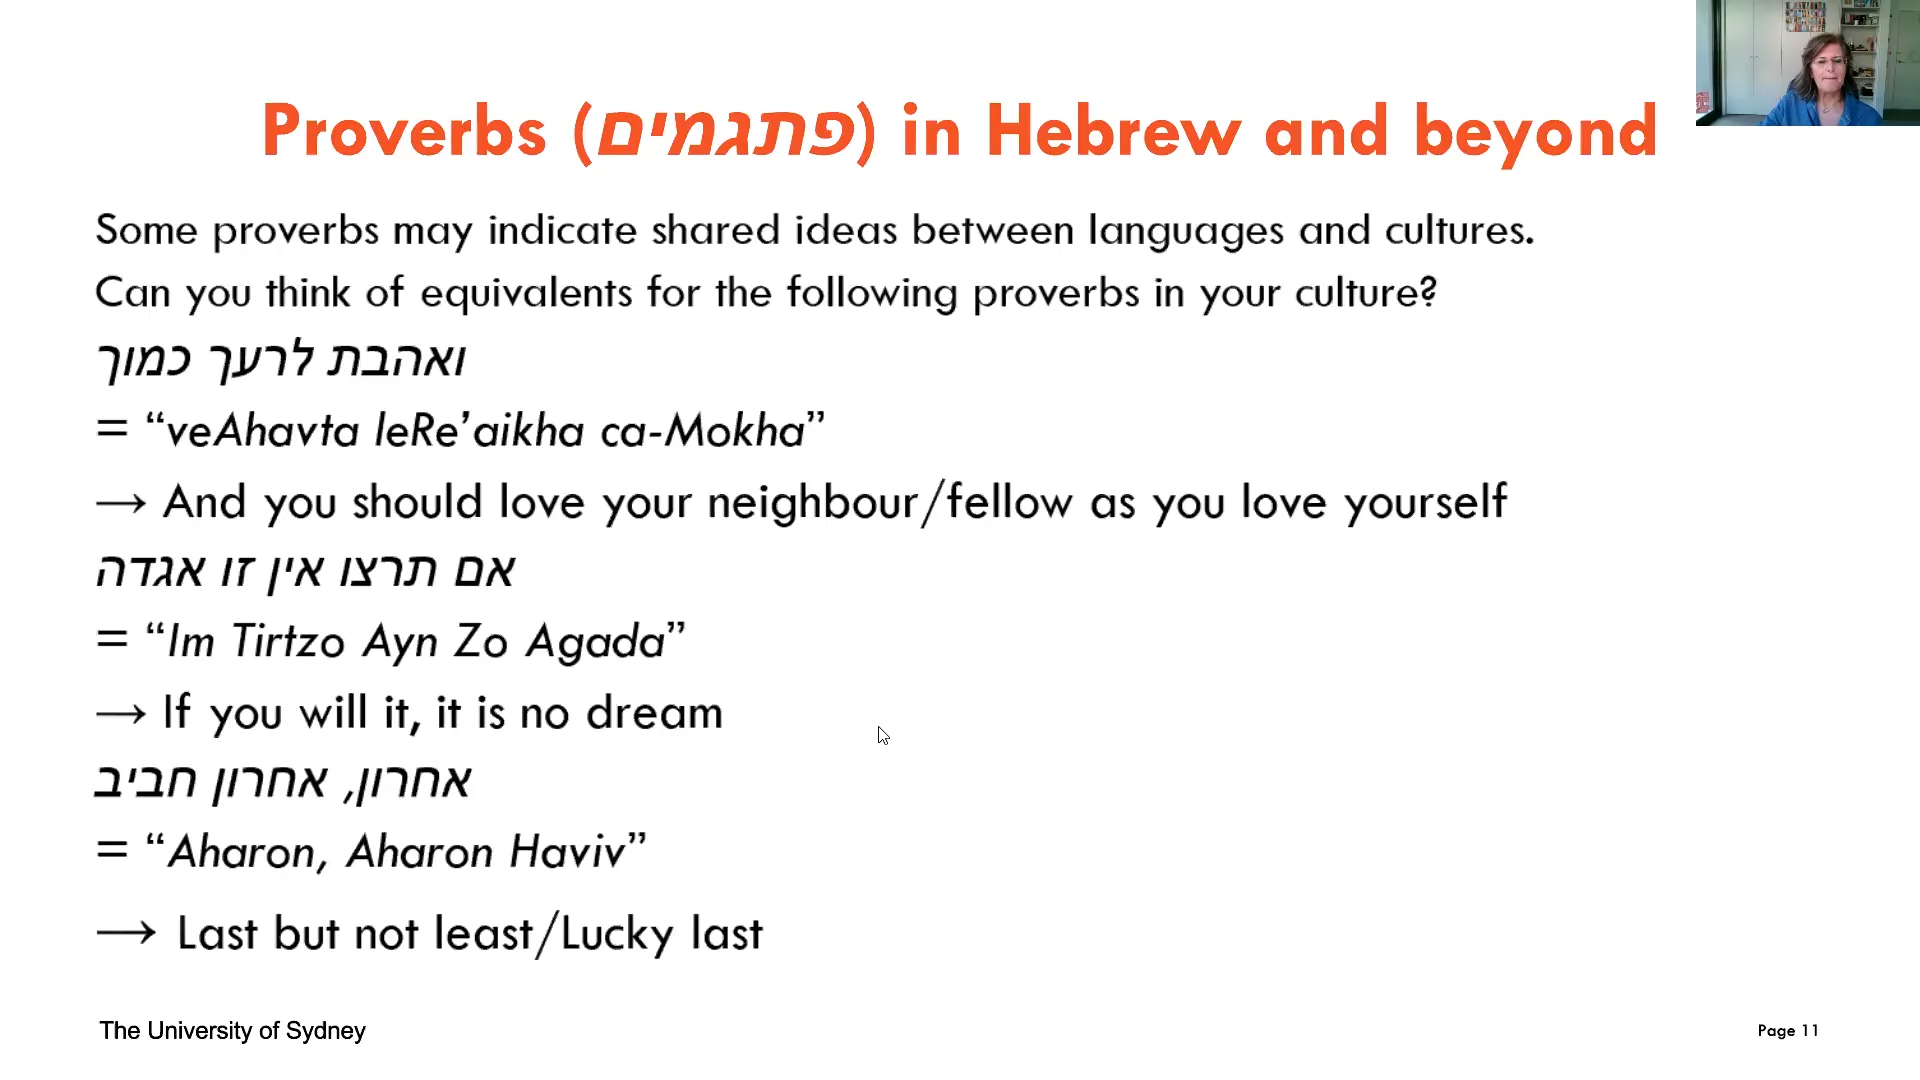 Proverbs (פתגמים) in Hebrew and beyond
Some proverbs may indicate shared ideas between languages and cultures.
Can you think of equivalents for the following proverbs in your culture?
ואהבת לרעך כמוך
= “veAhavta leRe’aikha ca-Mokha”
→ And you should love your neighbour/fellow as you love yourself
אם תרצו אין זו אגדה
= “Im Tirtzo Ayn Zo Agada”
→ If you will it, it is no dream
אחרון, אחרון חביב
= “Aharon, Aharon Haviv”
→ Last but not least/Lucky last
The University of Sydney
Page 11